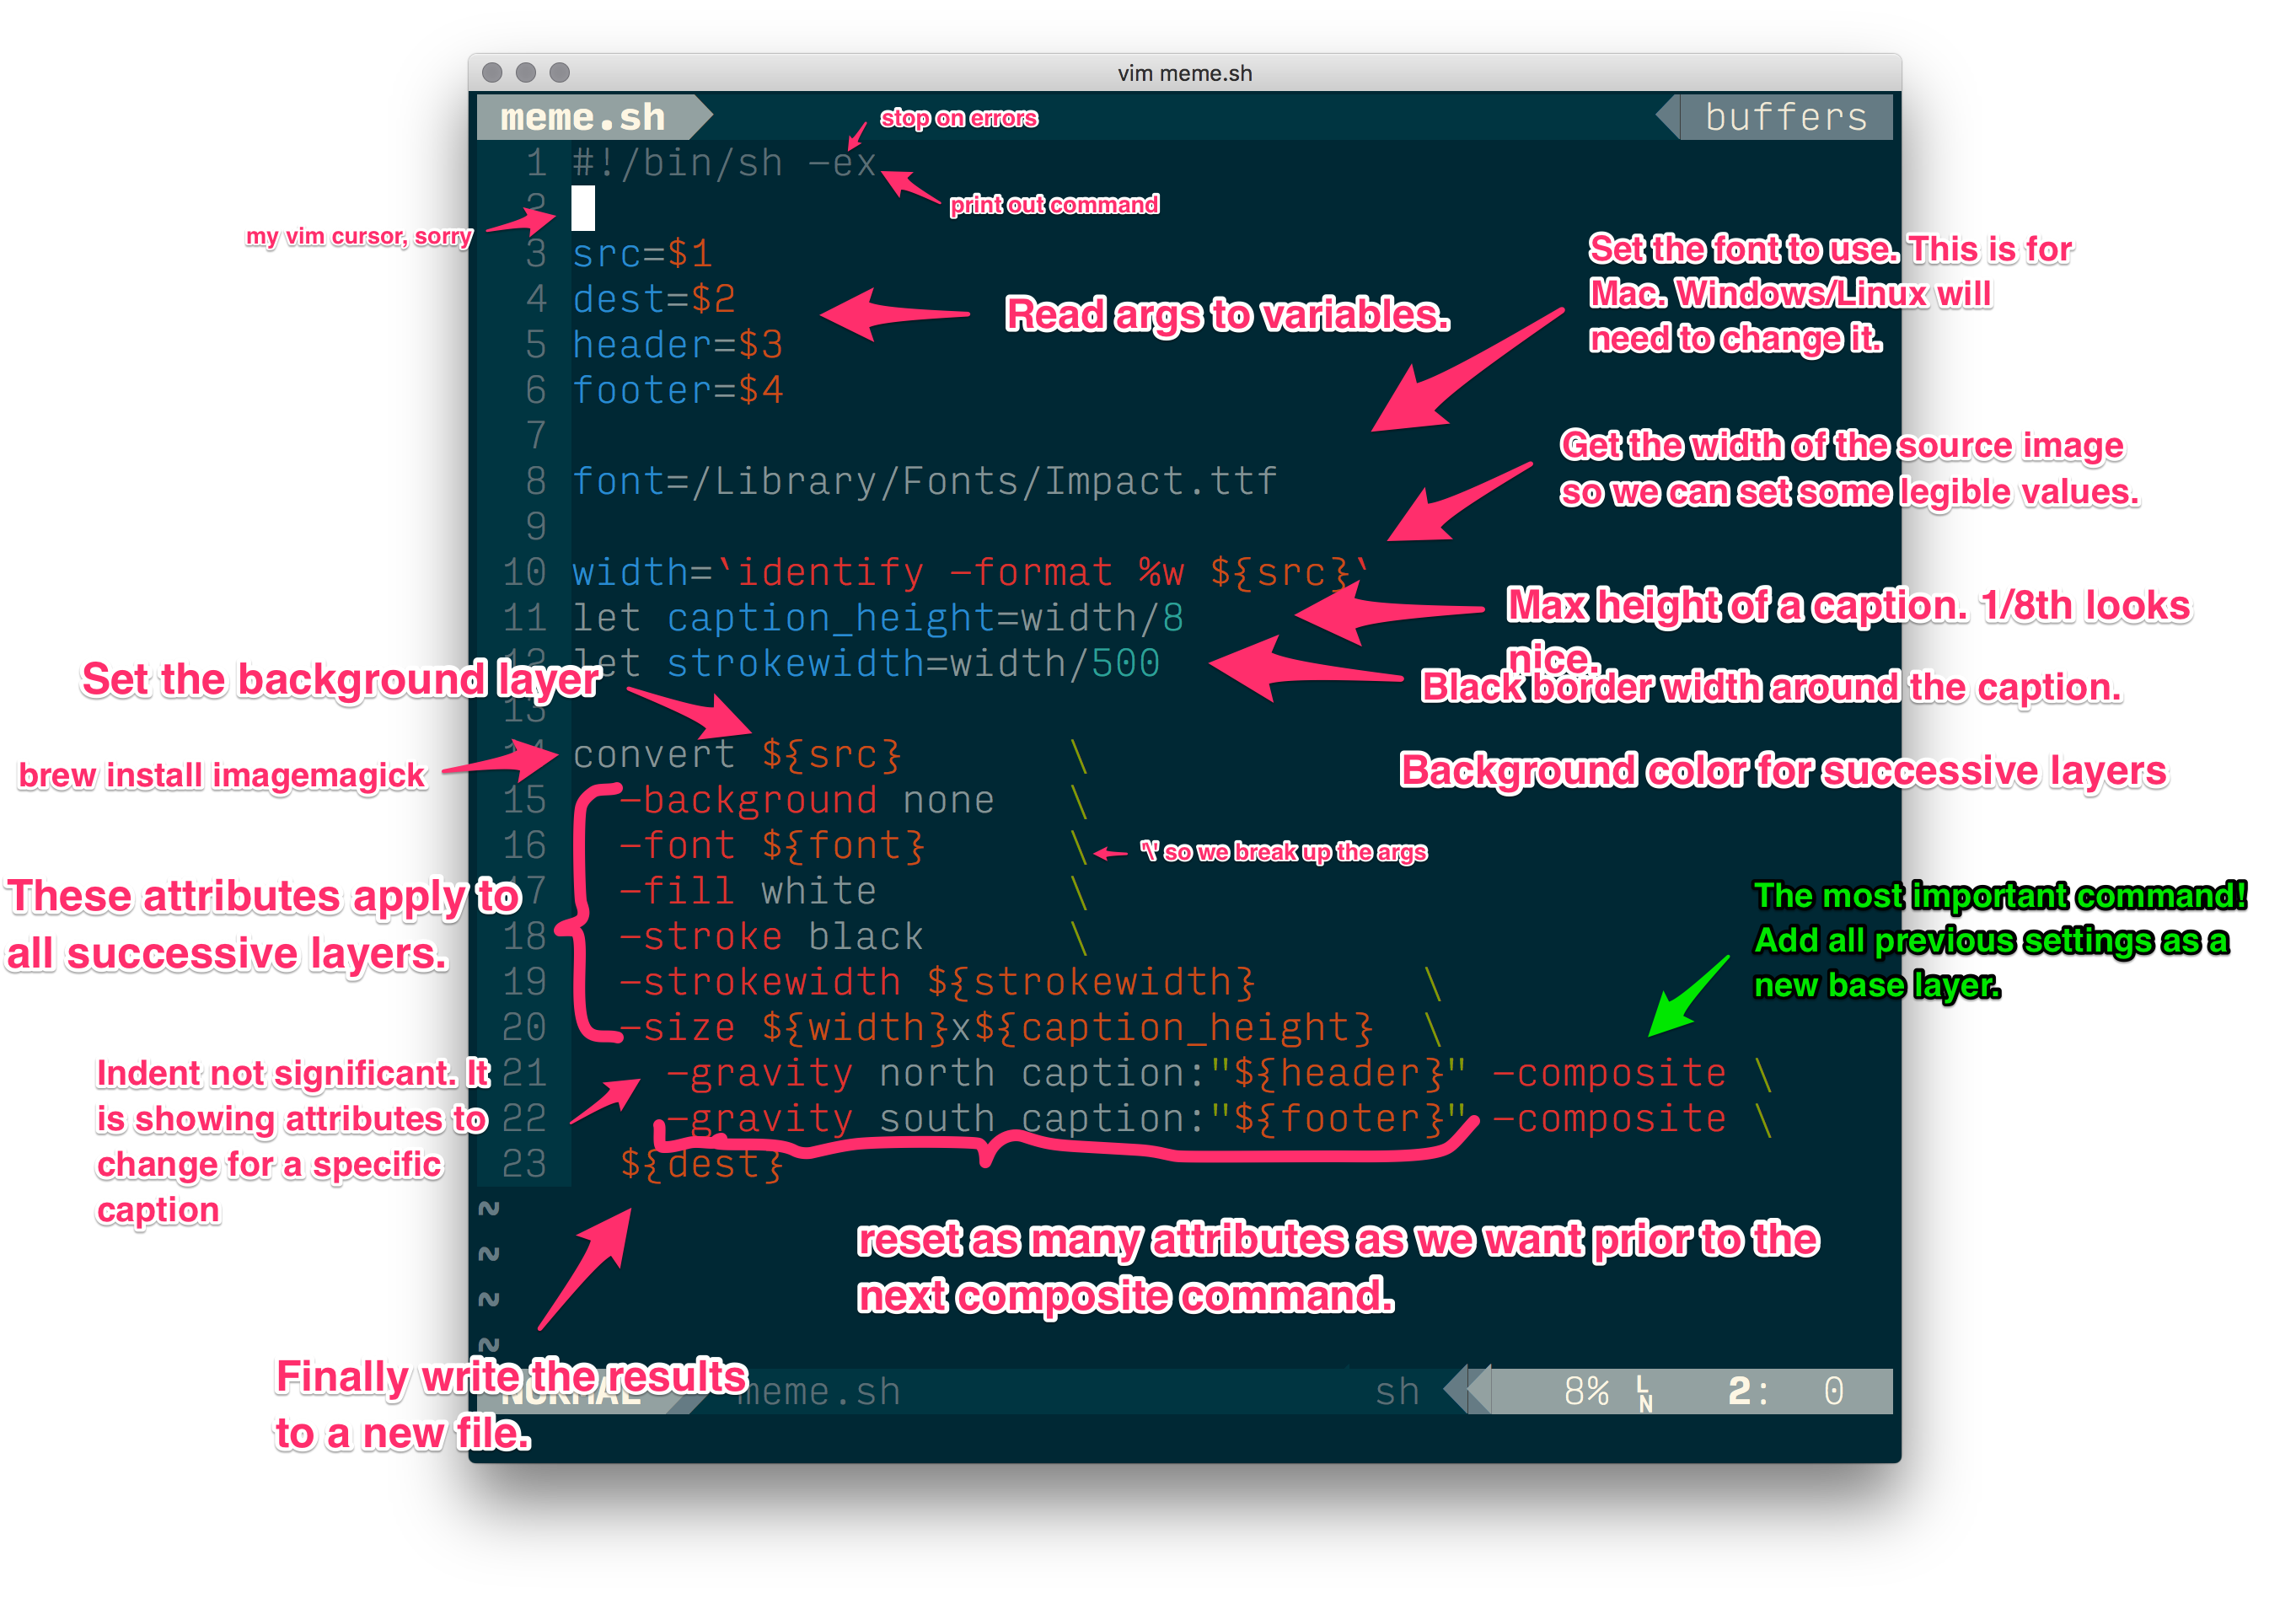 vim meme.sh
meme.sh
buffers
stop on errors
1 #!/bin/sh -ex
print out command
2
my vim cursor, sorry
3 src=$1
4 dest=$2
Read args to variables.
5 header=$3
6 footer=$4
Set the font to use. This is for
Mac. Windows/Linux will
need to change it.
7
8 font=/Library/Fonts/Impact.ttf
Get the width of the source image
so we can set some legible values.
9
10 width=`identify -format %w ${src}`
11 let caption_height=width/8
Max height of a caption. 1/8th looks
nice.
12 let strokewidth=width/500
Black border width around the caption.
Set the background layer
13
14 convert ${src} \
brew install imagemagick
Background color for successive layers
15 -background none \
16 -font ${font} \
'\' so we break up the args
17 -fill white \
18 -stroke black \
These attributes apply to
all successive layers.
The most important command!
Add all previous settings as a
new base layer.
19 -strokewidth ${strokewidth} \
20 -size ${width}x${caption_height} \
21 -gravity north caption:"${header}" -composite \
22 -gravity south caption:"${footer}" -composite \
23 ${dest}
Indent not significant. It
is showing attributes to
change for a specific
caption
~
~
~
~
reset as many attributes as we want prior to the
next composite command.
Finally write the results
to a new file.
NORMAL meme.sh sh 8% LN 2: 0